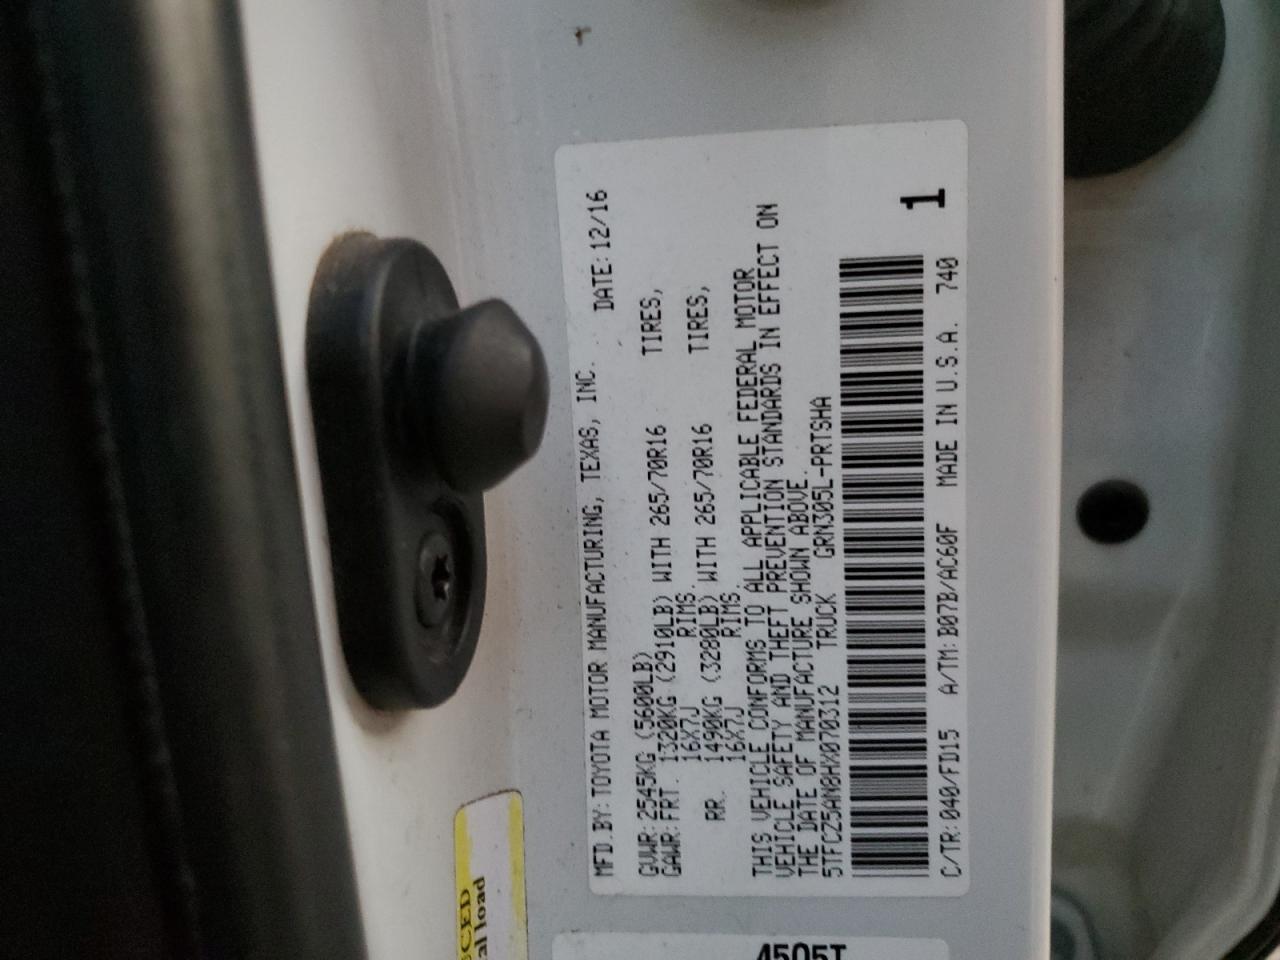 MFD.BY:TOYOTA MOTOR MANUFACTURING, TEXAS, INC. DATE:12/16
GVWR:2545KG (5600LB)
GAWR:FRT. 1320KG (2910LB) WITH 265/70R16 TIRES,
16X7J RIMS.
RR. 1490KG (3280LB) WITH 265/70R16 TIRES,
16X7J RIMS.
THIS VEHICLE CONFORMS TO ALL APPLICABLE FEDERAL MOTOR
VEHICLE SAFETY AND THEFT PREVENTION STANDARDS IN EFFECT ON
THE DATE OF MANUFACTURE SHOWN ABOVE.
5TFCZ5AN8HX070312 TRUCK GRN305L-PRTSHA
1
C/TR:040/FD15 A/TM:B07B/AC60F MADE IN U.S.A. 740
UCED
al load